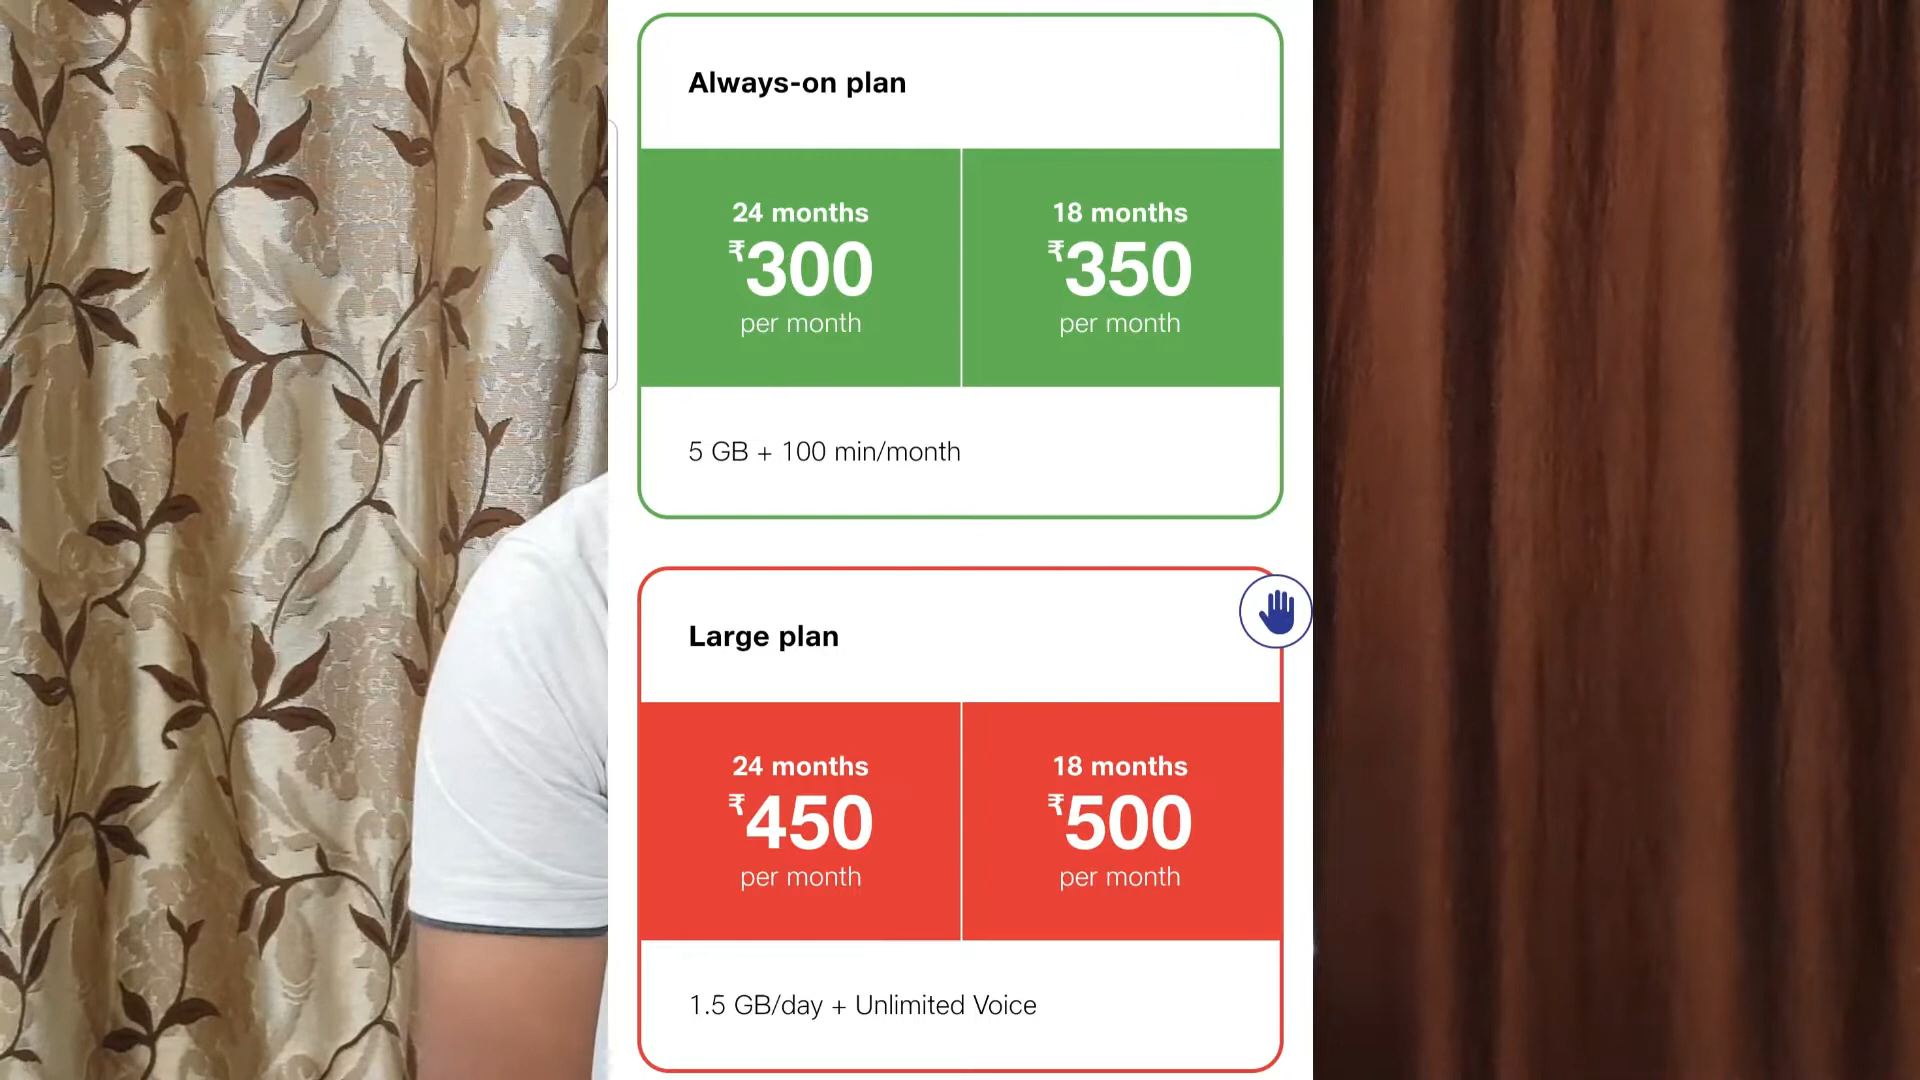 Always-on plan
24 months
₹300
per month
18 months
₹350
per month
5 GB + 100 min/month
Large plan
24 months
₹450
per month
18 months
₹500
per month
1.5 GB/day + Unlimited Voice